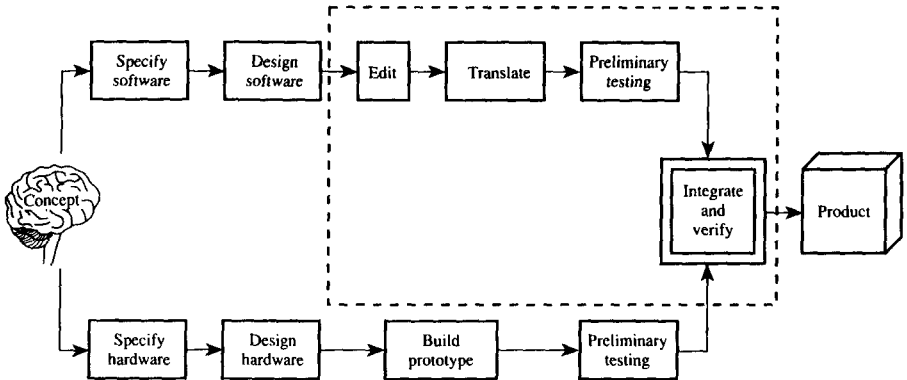 Specify
software
Design
software
Edit
Translate
Preliminary
testing
Concept
Integrate
and
verify
Product
Specify
hardware
Design
hardware
Build
prototype
Preliminary
testing